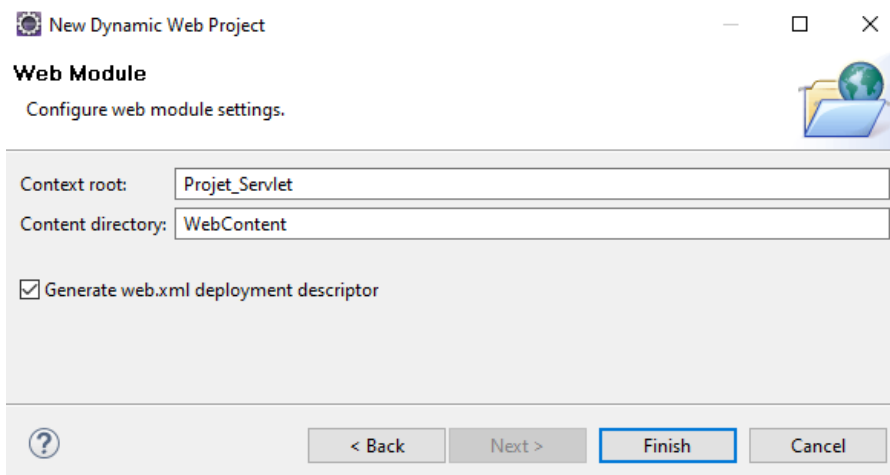 New Dynamic Web Project
Web Module
Configure web module settings.
Context root: Projet_Servlet
Content directory: WebContent
Generate web.xml deployment descriptor
? < Back Next > Finish Cancel